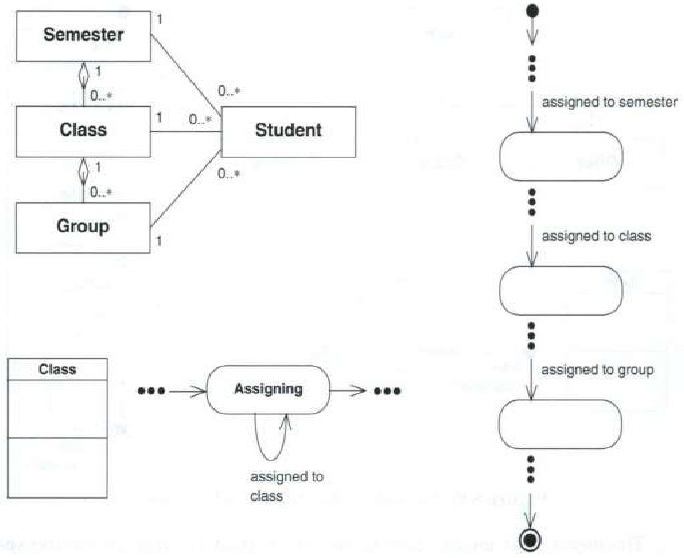 Semester
1
1
0..*
0..*
Class
1
0..*
Student
1
0..*
0..*
Group
1
assigned to semester
assigned to class
assigned to group
Class
Assigning
assigned to
class